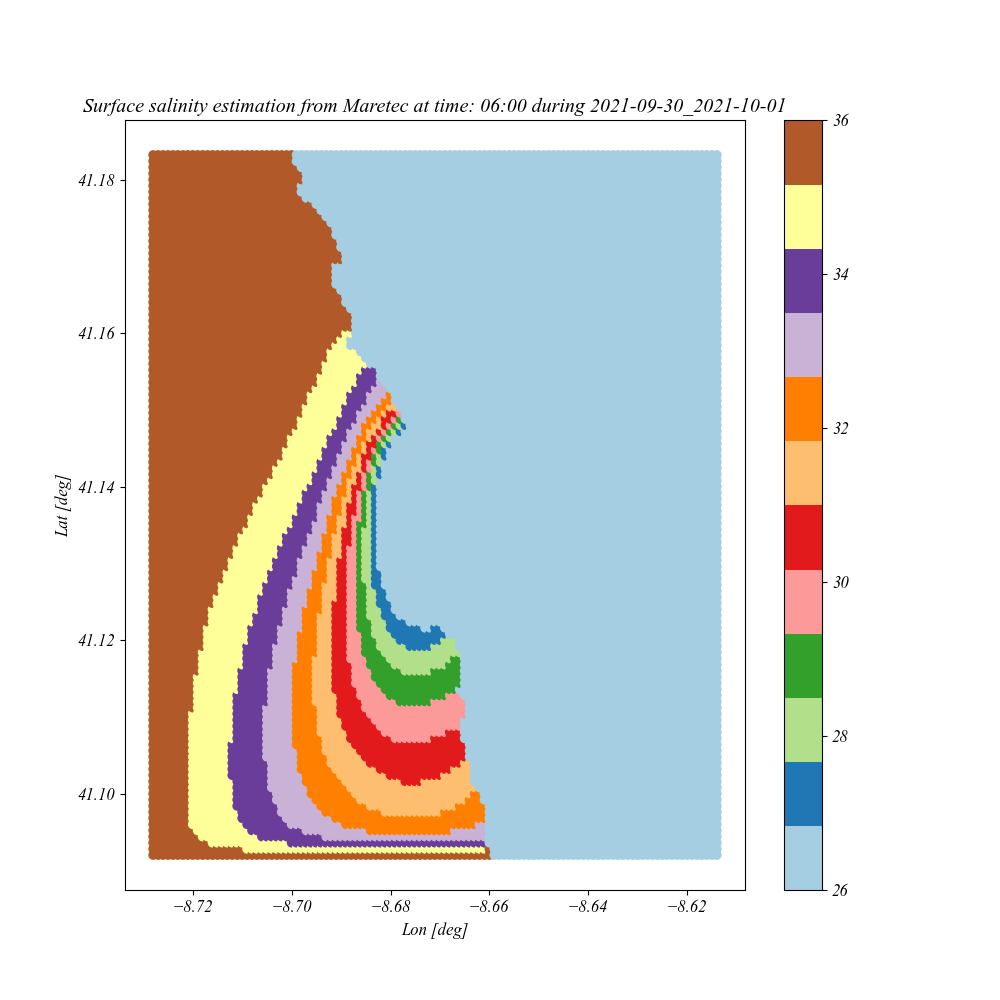 Surface salinity estimation from Maretec at time: 06:00 during 2021-09-30_2021-10-01
36
41.18
34
41.16
32
41.14
Lat [deg]
30
41.12
28
41.10
26
−8.72 −8.70 −8.68 −8.66 −8.64 −8.62
Lon [deg]